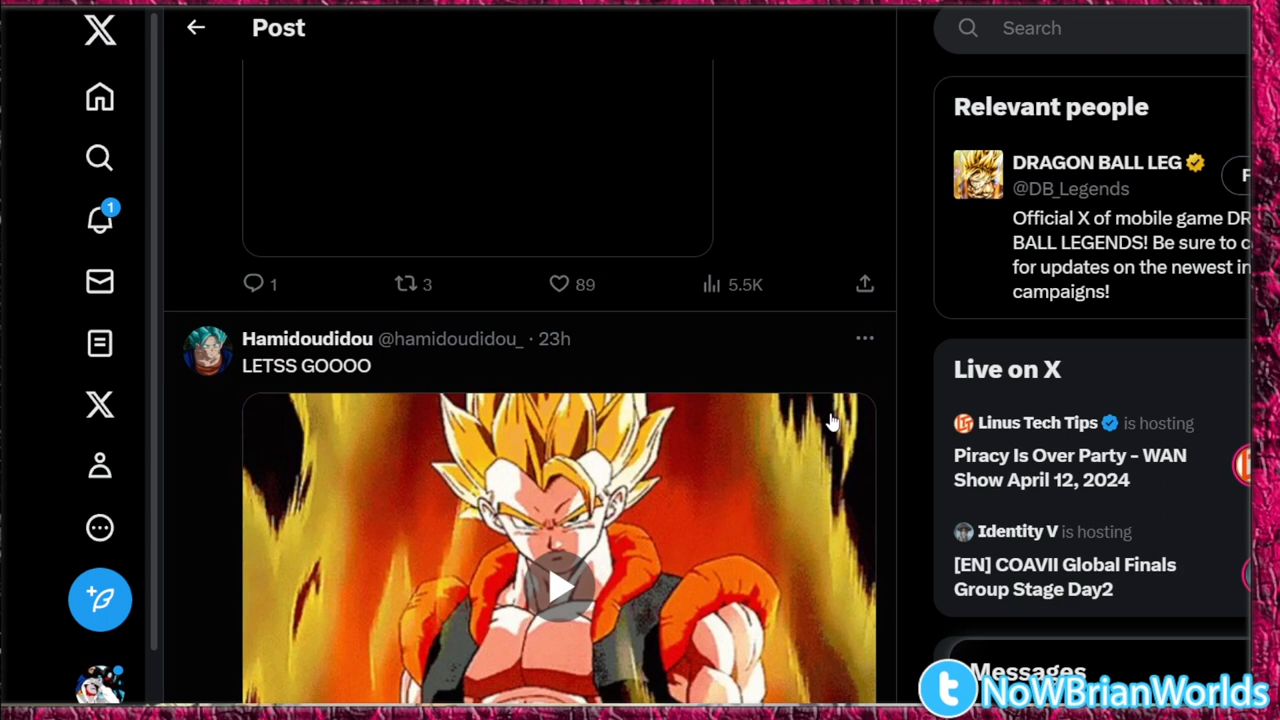 Post
1
3
89
5.5K
Hamidoudidou @hamidoudidou_ · 23h
LETSS GOOOO
1
Search
Relevant people
DRAGON BALL LEG
@DB_Legends
F
Official X of mobile game DR
BALL LEGENDS! Be sure to c
for updates on the newest in
campaigns!
Live on X
Linus Tech Tips is hosting
Piracy Is Over Party - WAN
Show April 12, 2024
Identity V is hosting
[EN] COAVII Global Finals
Group Stage Day2
Messages
NoWBrianWorlds